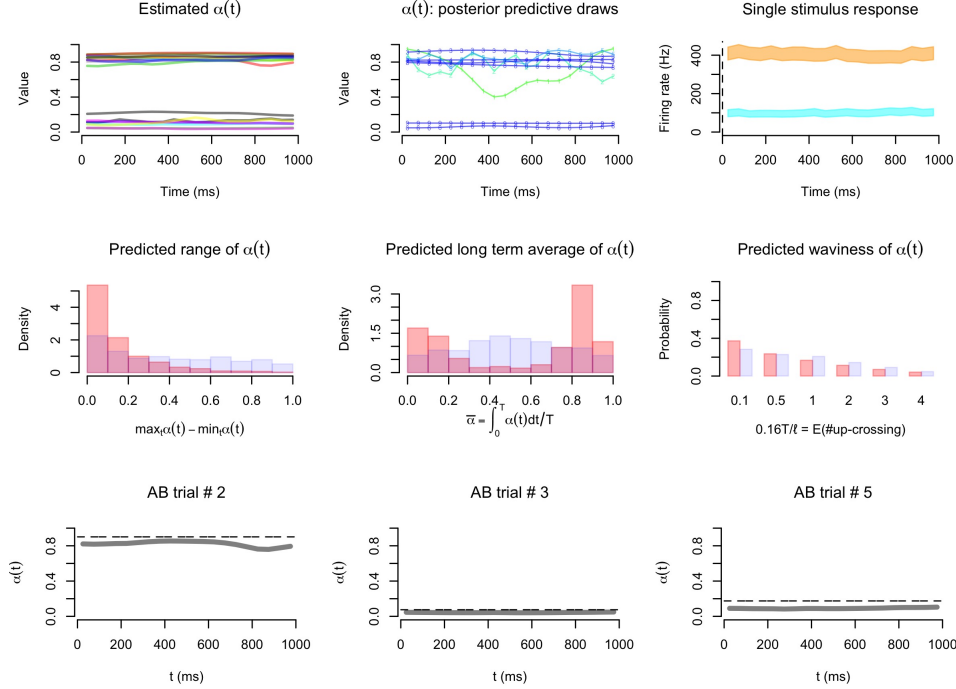 Estimated α(t)
Value
0.0 0.4 0.8
0 200 400 600 800 1000
Time (ms)
α(t): posterior predictive draws
Value
0.0 0.4 0.8
0 200 400 600 800 1000
Time (ms)
Single stimulus response
Firing rate (Hz)
0 200 400
0 200 400 600 800 1000
Time (ms)
Predicted range of α(t)
Density
0 2 4
0.0 0.2 0.4 0.6 0.8 1.0
maxₜα(t) − minₜα(t)
Predicted long term average of α(t)
Density
0.0 1.5 3.0
0.0 0.2 0.4 0.6 0.8 1.0
α̅ = ∫₀ᵀ α(t)dt/T
Predicted waviness of α(t)
Probability
0.0 0.4 0.8
0.1 0.5 1 2 3 4
0.16T/ℓ = E(#up-crossing)
AB trial # 2
α(t)
0.0 0.4 0.8
0 200 400 600 800 1000
t (ms)
AB trial # 3
α(t)
0.0 0.4 0.8
0 200 400 600 800 1000
t (ms)
AB trial # 5
α(t)
0.0 0.4 0.8
0 200 400 600 800 1000
t (ms)